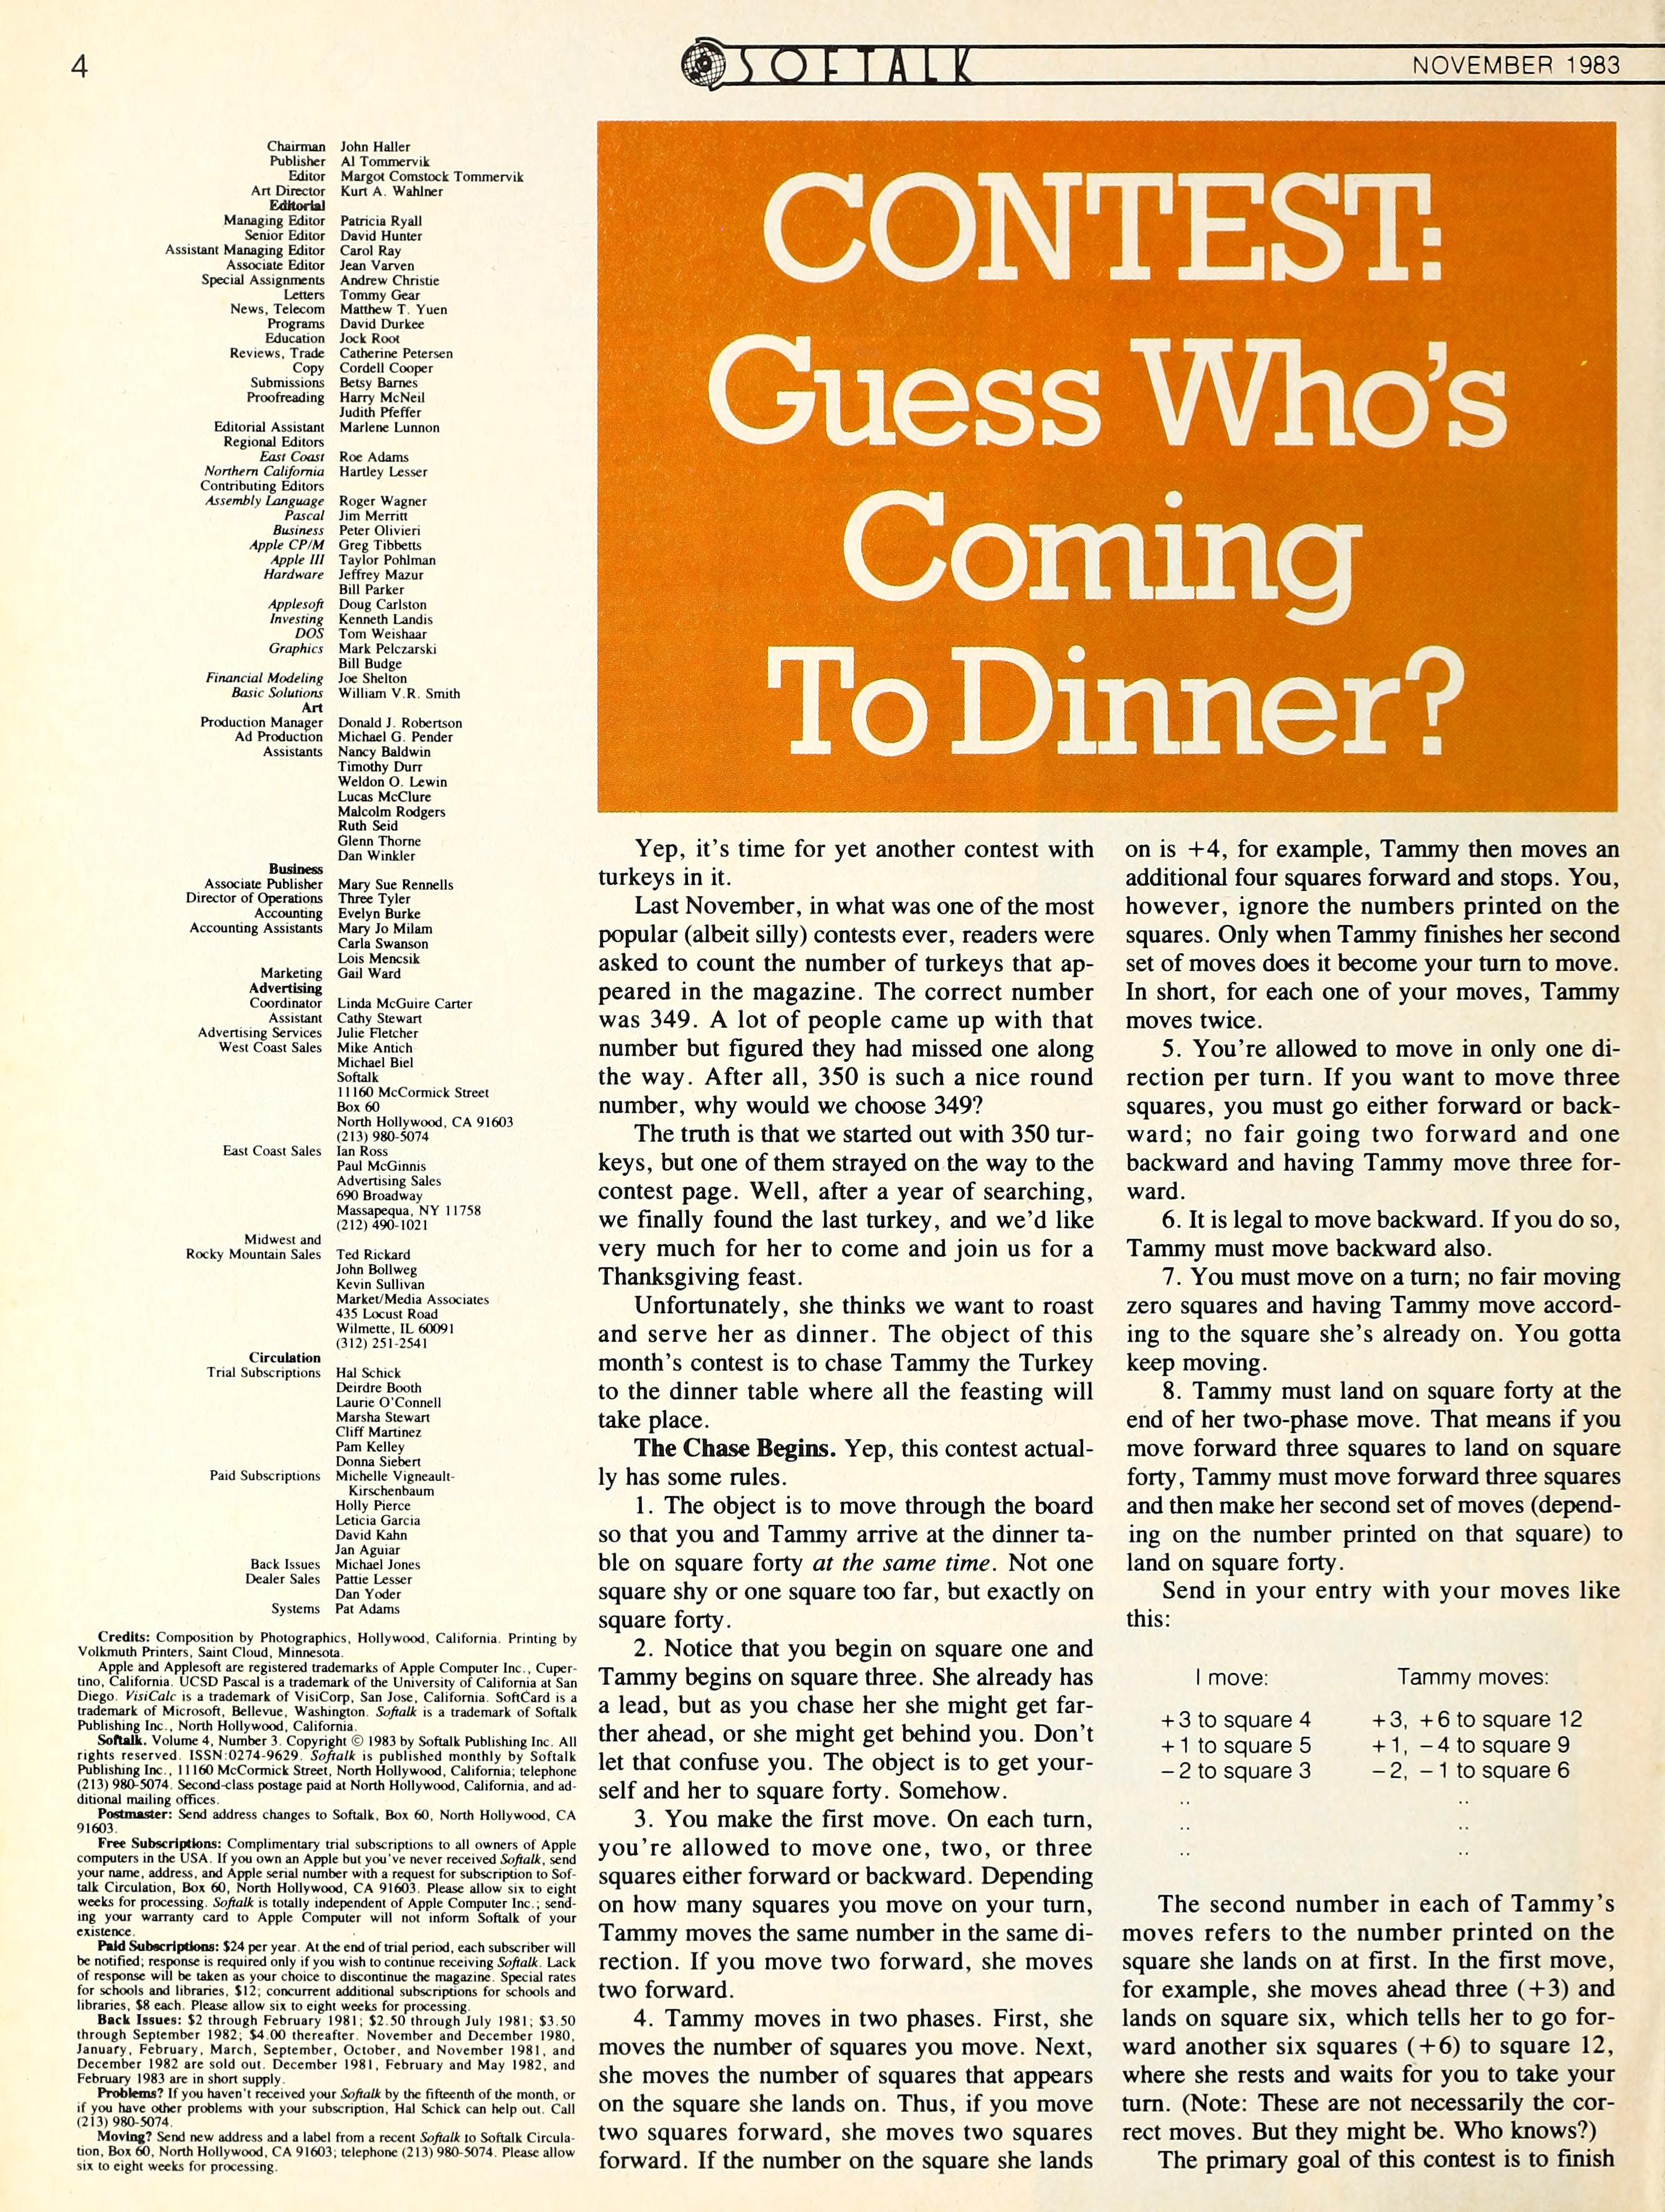 4
SOFTALK
NOVEMBER 1983
Chairman John Haller
Publisher Al Tommervik
Editor Margot Comstock Tommervik
Art Director Kurt A. Wahlner
Editorial
Managing Editor Patricia Ryall
Senior Editor David Hunter
Assistant Managing Editor Carol Ray
Associate Editor Jean Varven
Special Assignments Andrew Christie
Letters Tommy Gear
News, Telecom Matthew T. Yuen
Programs David Durkee
Education Jock Root
Reviews, Trade Catherine Petersen
Copy Cordell Cooper
Submissions Betsy Barnes
Proofreading Harry McNeil
Judith Pfeffer
Editorial Assistant Marlene Lunnon
Regional Editors
East Coast Roe Adams
Northern California Hartley Lesser
Contributing Editors
Assembly Language Roger Wagner
Pascal Jim Merritt
Business Peter Olivieri
Apple CP/M Greg Tibbetts
Apple III Taylor Pohlman
Hardware Jeffrey Mazur
Bill Parker
Applesoft Doug Carlston
Investing Kenneth Landis
DOS Tom Weishaar
Graphics Mark Pelczarski
Bill Budge
Financial Modeling Joe Shelton
Basic Solutions William V.R. Smith
Art
Production Manager Donald J. Robertson
Ad Production Michael G. Pender
Assistants Nancy Baldwin
Timothy Durr
Weldon O. Lewin
Lucas McClure
Malcolm Rodgers
Ruth Seid
Glenn Thorne
Dan Winkler
Business
Associate Publisher Mary Sue Rennells
Director of Operations Three Tyler
Accounting Evelyn Burke
Accounting Assistants Mary Jo Milam
Carla Swanson
Lois Mencsik
Marketing Gail Ward
Advertising
Coordinator Linda McGuire Carter
Assistant Cathy Stewart
Advertising Services Julie Fletcher
West Coast Sales Mike Antich
Michael Biel
Softalk
11160 McCormick Street
Box 60
North Hollywood, CA 91603
(213) 980-5074
East Coast Sales Ian Ross
Paul McGinnis
Advertising Sales
690 Broadway
Massapequa, NY 11758
(212) 490-1021
Midwest and
Rocky Mountain Sales Ted Rickard
John Bollweg
Kevin Sullivan
Market/Media Associates
435 Locust Road
Wilmette, IL 60091
(312) 251-2541
Circulation
Trial Subscriptions Hal Schick
Deirdre Booth
Laurie O'Connell
Marsha Stewart
Cliff Martinez
Pam Kelley
Donna Siebert
Paid Subscriptions Michelle Vigneault-
Kirschenbaum
Holly Pierce
Leticia Garcia
David Kahn
Jan Aguiar
Back Issues Michael Jones
Dealer Sales Pattie Lesser
Dan Yoder
Systems Pat Adams
Credits: Composition by Photographics, Hollywood, California. Printing by
Volkmuth Printers, Saint Cloud, Minnesota.
Apple and Applesoft are registered trademarks of Apple Computer Inc., Cuper-
tino, California. UCSD Pascal is a trademark of the University of California at San
Diego. VisiCalc is a trademark of VisiCorp, San Jose, California. SoftCard is a
trademark of Microsoft, Bellevue, Washington. Softalk is a trademark of Softalk
Publishing Inc., North Hollywood, California.
Softalk. Volume 4, Number 3. Copyright © 1983 by Softalk Publishing Inc. All
rights reserved. ISSN:0274-9629. Softalk is published monthly by Softalk
Publishing Inc., 11160 McCormick Street, North Hollywood, California; telephone
(213) 980-5074. Second-class postage paid at North Hollywood, California, and ad-
ditional mailing offices.
Postmaster: Send address changes to Softalk, Box 60, North Hollywood, CA
91603.
Free Subscriptions: Complimentary trial subscriptions to all owners of Apple
computers in the USA. If you own an Apple but you've never received Softalk, send
your name, address, and Apple serial number with a request for subscription to Sof-
talk Circulation, Box 60, North Hollywood, CA 91603. Please allow six to eight
weeks for processing. Softalk is totally independent of Apple Computer Inc.; send-
ing your warranty card to Apple Computer will not inform Softalk of your
existence.
Paid Subscriptions: $24 per year. At the end of trial period, each subscriber will
be notified; response is required only if you wish to continue receiving Softalk. Lack
of response will be taken as your choice to discontinue the magazine. Special rates
for schools and libraries, $12; concurrent additional subscriptions for schools and
libraries, $8 each. Please allow six to eight weeks for processing.
Back Issues: $2 through February 1981; $2.50 through July 1981; $3.50
through September 1982; $4.00 thereafter. November and December 1980,
January, February, March, September, October, and November 1981, and
December 1982 are sold out. December 1981, February and May 1982, and
February 1983 are in short supply.
Problems? If you haven't received your Softalk by the fifteenth of the month, or
if you have other problems with your subscription, Hal Schick can help out. Call
(213) 980-5074.
Moving? Send new address and a label from a recent Softalk to Softalk Circula-
tion, Box 60, North Hollywood, CA 91603; telephone (213) 980-5074. Please allow
six to eight weeks for processing.
CONTEST:
Guess Who's
Coming
To Dinner?
Yep, it's time for yet another contest with
turkeys in it.
Last November, in what was one of the most
popular (albeit silly) contests ever, readers were
asked to count the number of turkeys that ap-
peared in the magazine. The correct number
was 349. A lot of people came up with that
number but figured they had missed one along
the way. After all, 350 is such a nice round
number, why would we choose 349?
The truth is that we started out with 350 tur-
keys, but one of them strayed on the way to the
contest page. Well, after a year of searching,
we finally found the last turkey, and we'd like
very much for her to come and join us for a
Thanksgiving feast.
Unfortunately, she thinks we want to roast
and serve her as dinner. The object of this
month's contest is to chase Tammy the Turkey
to the dinner table where all the feasting will
take place.
The Chase Begins. Yep, this contest actual-
ly has some rules.
1. The object is to move through the board
so that you and Tammy arrive at the dinner ta-
ble on square forty at the same time. Not one
square shy or one square too far, but exactly on
square forty.
2. Notice that you begin on square one and
Tammy begins on square three. She already has
a lead, but as you chase her she might get far-
ther ahead, or she might get behind you. Don't
let that confuse you. The object is to get your-
self and her to square forty. Somehow.
3. You make the first move. On each turn,
you're allowed to move one, two, or three
squares either forward or backward. Depending
on how many squares you move on your turn,
Tammy moves the same number in the same di-
rection. If you move two forward, she moves
two forward.
4. Tammy moves in two phases. First, she
moves the number of squares you move. Next,
she moves the number of squares that appears
on the square she lands on. Thus, if you move
two squares forward, she moves two squares
forward. If the number on the square she lands
on is +4, for example, Tammy then moves an
additional four squares forward and stops. You,
however, ignore the numbers printed on the
squares. Only when Tammy finishes her second
set of moves does it become your turn to move.
In short, for each one of your moves, Tammy
moves twice.
5. You're allowed to move in only one di-
rection per turn. If you want to move three
squares, you must go either forward or back-
ward; no fair going two forward and one
backward and having Tammy move three for-
ward.
6. It is legal to move backward. If you do so,
Tammy must move backward also.
7. You must move on a turn; no fair moving
zero squares and having Tammy move accord-
ing to the square she's already on. You gotta
keep moving.
8. Tammy must land on square forty at the
end of her two-phase move. That means if you
move forward three squares to land on square
forty, Tammy must move forward three squares
and then make her second set of moves (depend-
ing on the number printed on that square) to
land on square forty.
Send in your entry with your moves like
this:
I move: Tammy moves:
+3 to square 4 +3, +6 to square 12
+1 to square 5 +1, −4 to square 9
−2 to square 3 −2, −1 to square 6
.. ..
.. ..
.. ..
The second number in each of Tammy's
moves refers to the number printed on the
square she lands on at first. In the first move,
for example, she moves ahead three (+3) and
lands on square six, which tells her to go for-
ward another six squares (+6) to square 12,
where she rests and waits for you to take your
turn. (Note: These are not necessarily the cor-
rect moves. But they might be. Who knows?)
The primary goal of this contest is to finish